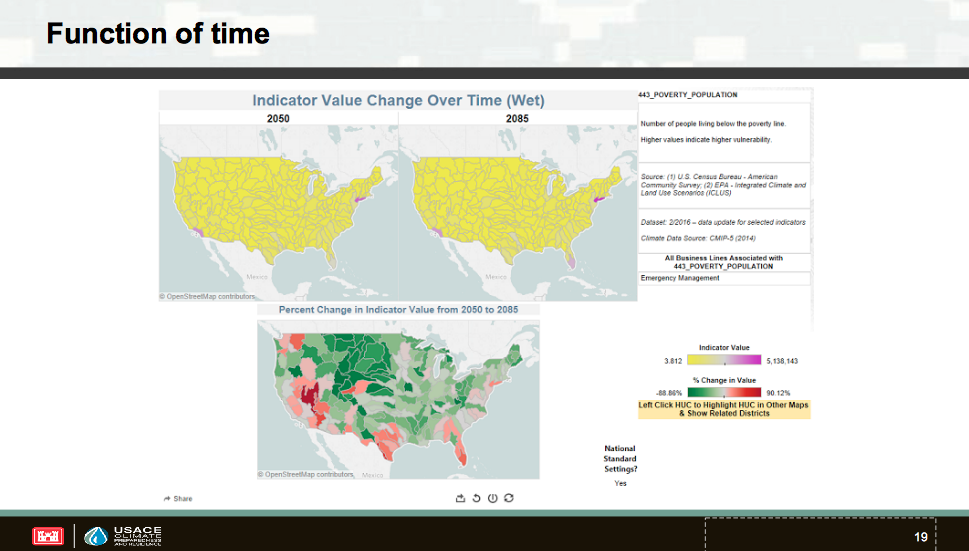 Function of time
Indicator Value Change Over Time (Wet)
2050
2085
Mexico
Mexico
© OpenStreetMap contributors
Percent Change in Indicator Value from 2050 to 2085
© OpenStreetMap contributors
Mexico
Share
443_POVERTY_POPULATION
Number of people living below the poverty line.
Higher values indicate higher vulnerability.
Source: (1) U.S. Census Bureau - American
Community Survey; (2) EPA - Integrated Climate and
Land Use Scenarios (ICLUS)
Dataset: 2/2016 – data update for selected indicators
Climate Data Source: CMIP-5 (2014)
All Business Lines Associated with
443_POVERTY_POPULATION
Emergency Management
Indicator Value
3.812
5,138,143
% Change in Value
-88.86%
90.12%
Left Click HUC to Highlight HUC in Other Maps
& Show Related Districts
National
Standard
Settings?
Yes
USACE
CLIMATE
PREPAREDNESS
AND RESILIENCE
19